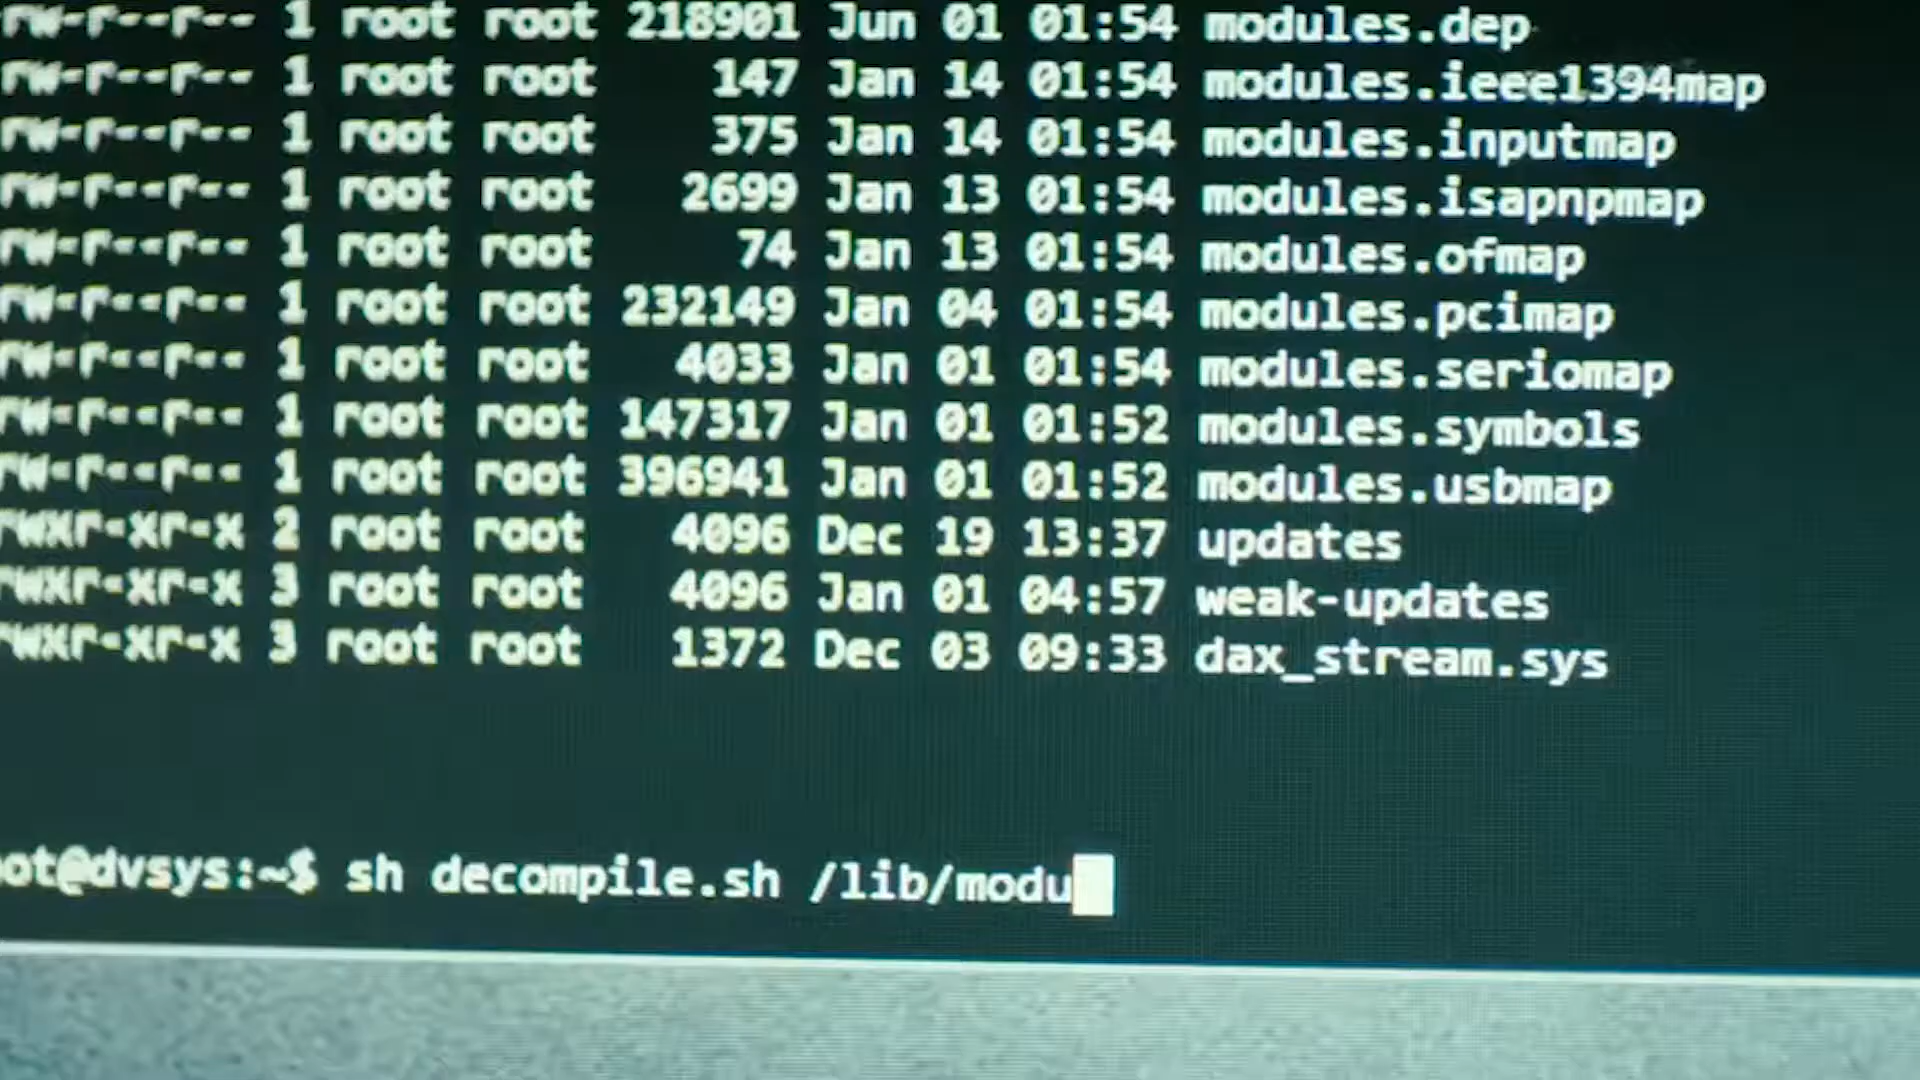 rw-r--r-- 1 root root 218901 Jun 01 01:54 modules.dep
rw-r--r-- 1 root root 147 Jan 14 01:54 modules.ieee1394map
rw-r--r-- 1 root root 375 Jan 14 01:54 modules.inputmap
rw-r--r-- 1 root root 2699 Jan 13 01:54 modules.isapnpmap
rw-r--r-- 1 root root 74 Jan 13 01:54 modules.ofmap
rw-r--r-- 1 root root 232149 Jan 04 01:54 modules.pcimap
rw-r--r-- 1 root root 4033 Jan 01 01:54 modules.seriomap
rw-r--r-- 1 root root 147317 Jan 01 01:52 modules.symbols
rw-r--r-- 1 root root 396941 Jan 01 01:52 modules.usbmap
rwxr-xr-x 2 root root 4096 Dec 19 13:37 updates
rwxr-xr-x 3 root root 4096 Jan 01 04:57 weak-updates
rwxr-xr-x 3 root root 1372 Dec 03 09:33 dax_stream.sys
ot@dvsys:~$ sh decompile.sh /lib/modu